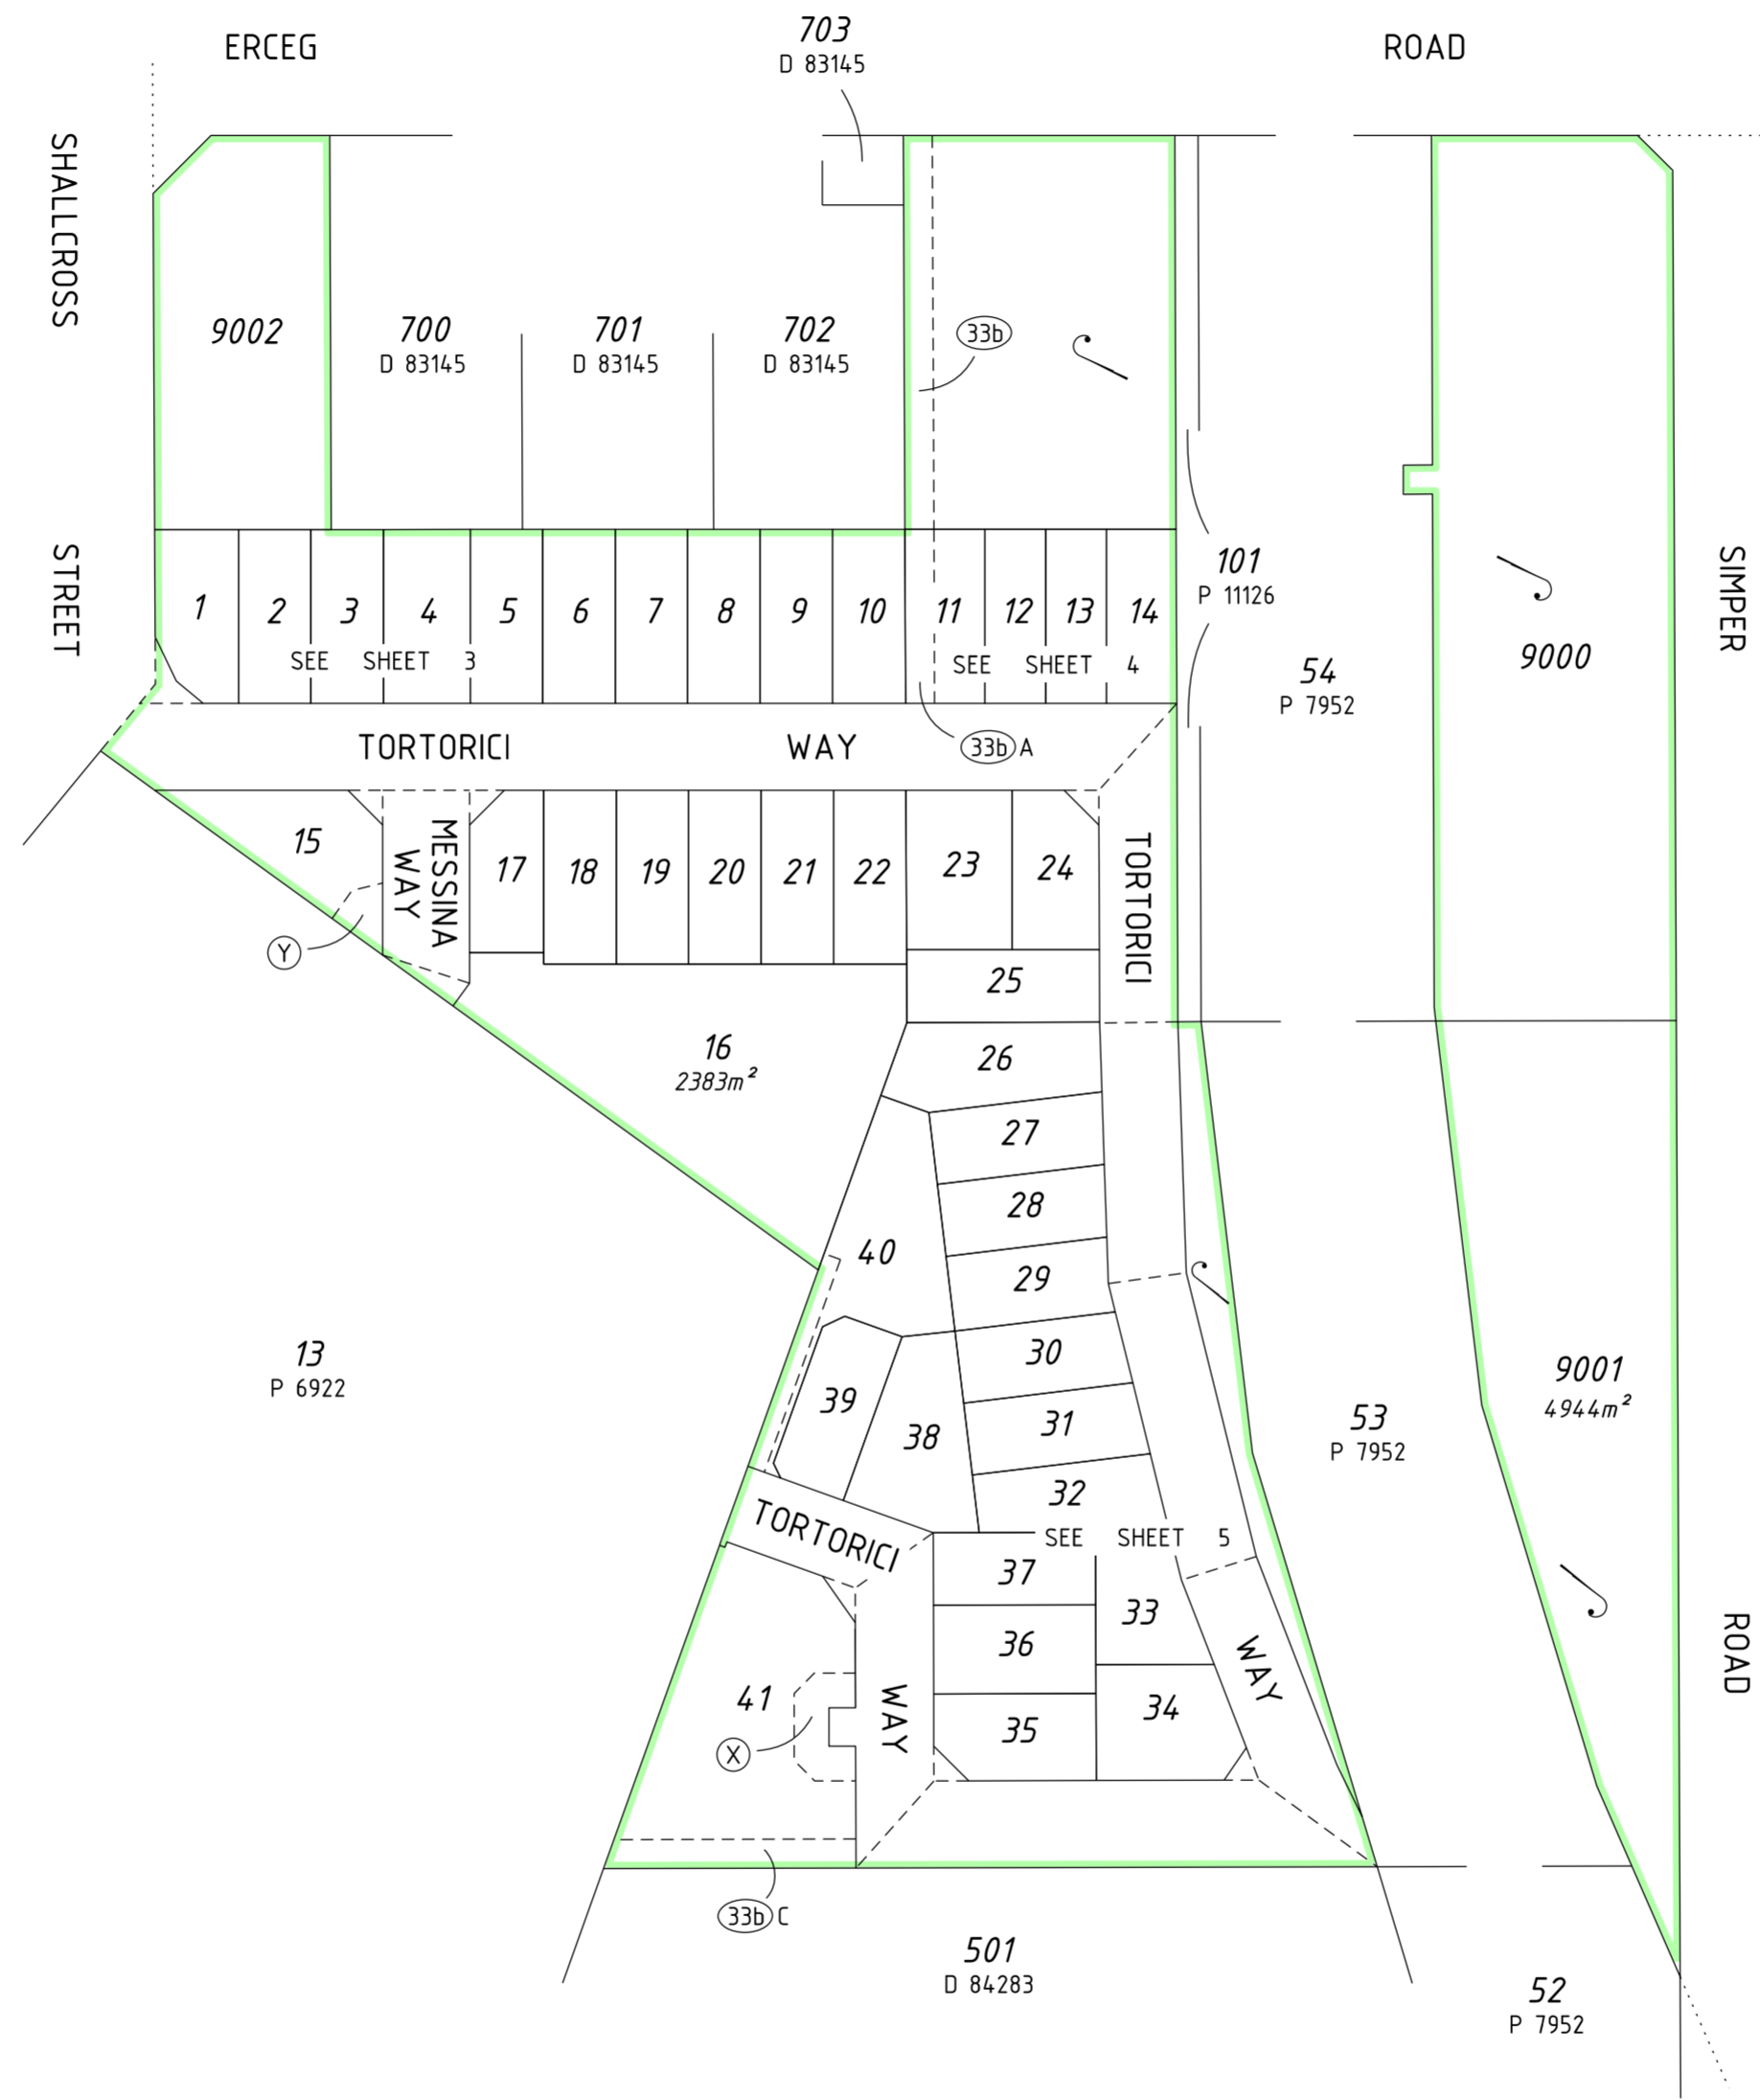 ERCEG
703
D 83145
ROAD
SHALLCROSS
9002
700
D 83145
701
D 83145
702
D 83145
33b
STREET
101
P 11126
SIMPER
1
2
3
4
5
6
7
8
9
10
11
12
13
14
SEE SHEET 3
SEE SHEET 4
54
P 7952
9000
TORTORICI WAY
33b A
15
MESSINA
WAY
17
18
19
20
21
22
23
24
TORTORICI
Y
25
16
2383m²
26
27
28
40
29
13
P 6922
30
39
38
31
53
P 7952
9001
4944m²
32
TORTORICI
SEE SHEET 5
37
33
36
WAY
ROAD
41
WAY
34
35
X
33b C
501
D 84283
52
P 7952